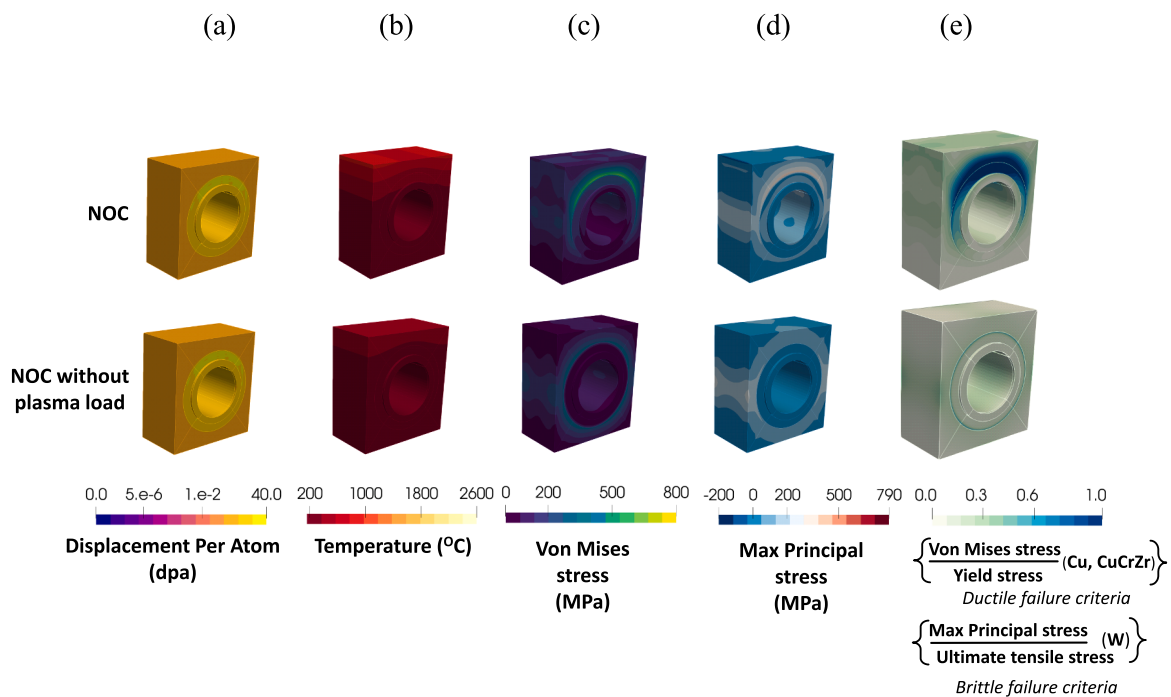 (a) (b) (c) (d) (e)
NOC
NOC without
plasma load
0.0 5.e-6 1.e-2 40.0
Displacement Per Atom
(dpa)
200 1000 1800 2600
Temperature (ᴼC)
0 200 500 800
Von Mises
stress
(MPa)
-200 0 200 500 790
Max Principal
stress
(MPa)
0.0 0.3 0.6 1.0
{Von Mises stress
Yield stress
(Cu, CuCrZr)}
Ductile failure criteria
{Max Principal stress
Ultimate tensile stress
(W)}
Brittle failure criteria